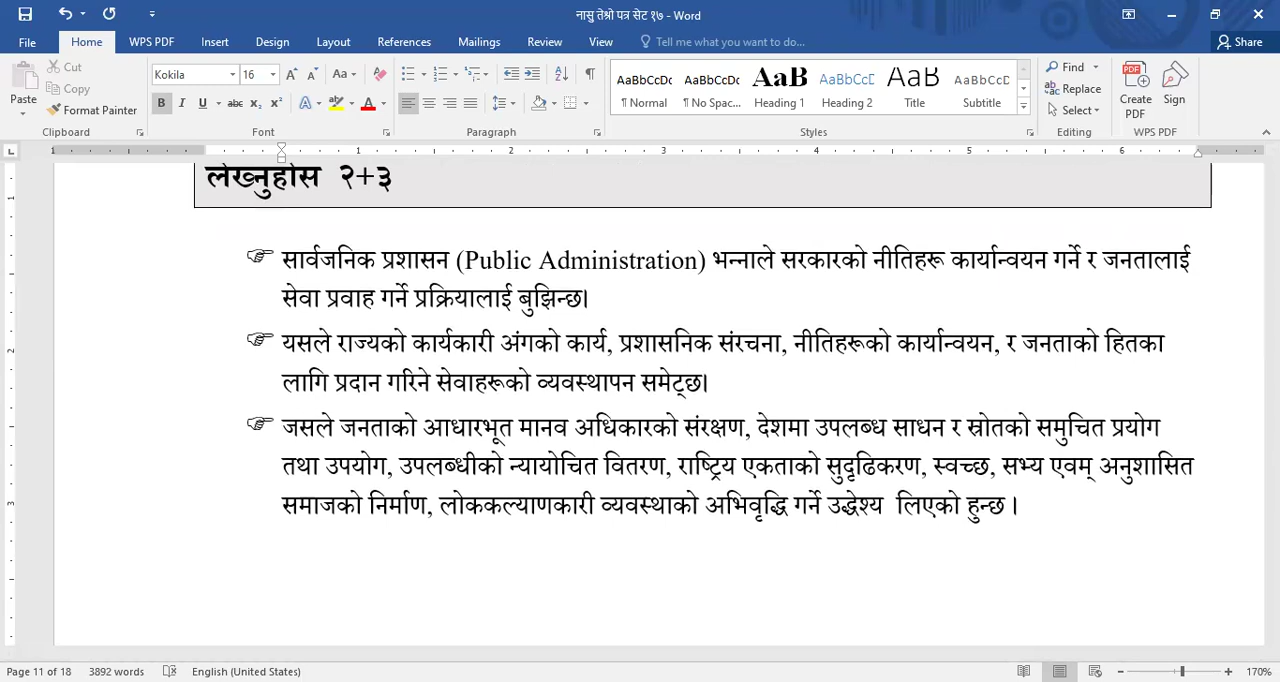 नासु तेश्रो पत्र सेट १७ - Word
File Home WPS PDF Insert Design Layout References Mailings Review View Tell me what you want to do... Share
Paste Cut Copy Format Painter Clipboard
Kokila 16 Font
Paragraph
AaBbCcDc AaBbCcDc AaB AaBbCcC AaB AaBbCcD
¶ Normal ¶ No Spac... Heading 1 Heading 2 Title Subtitle
Styles
Find Replace Select Editing
Create PDF Sign WPS PDF
लेख्नुहोस २+३
सार्वजनिक प्रशासन (Public Administration) भन्नाले सरकारको नीतिहरू कार्यान्वयन गर्ने र जनतालाई
सेवा प्रवाह गर्ने प्रक्रियालाई बुझिन्छ।
यसले राज्यको कार्यकारी अंगको कार्य, प्रशासनिक संरचना, नीतिहरूको कार्यान्वयन, र जनताको हितका
लागि प्रदान गरिने सेवाहरूको व्यवस्थापन समेट्छ।
जसले जनताको आधारभूत मानव अधिकारको संरक्षण, देशमा उपलब्ध साधन र स्रोतको समुचित प्रयोग
तथा उपयोग, उपलब्धीको न्यायोचित वितरण, राष्ट्रिय एकताको सुदृढिकरण, स्वच्छ, सभ्य एवम् अनुशासित
समाजको निर्माण, लोककल्याणकारी व्यवस्थाको अभिवृद्धि गर्ने उद्धेश्य लिएको हुन्छ ।
Page 11 of 18 3892 words English (United States) 170%